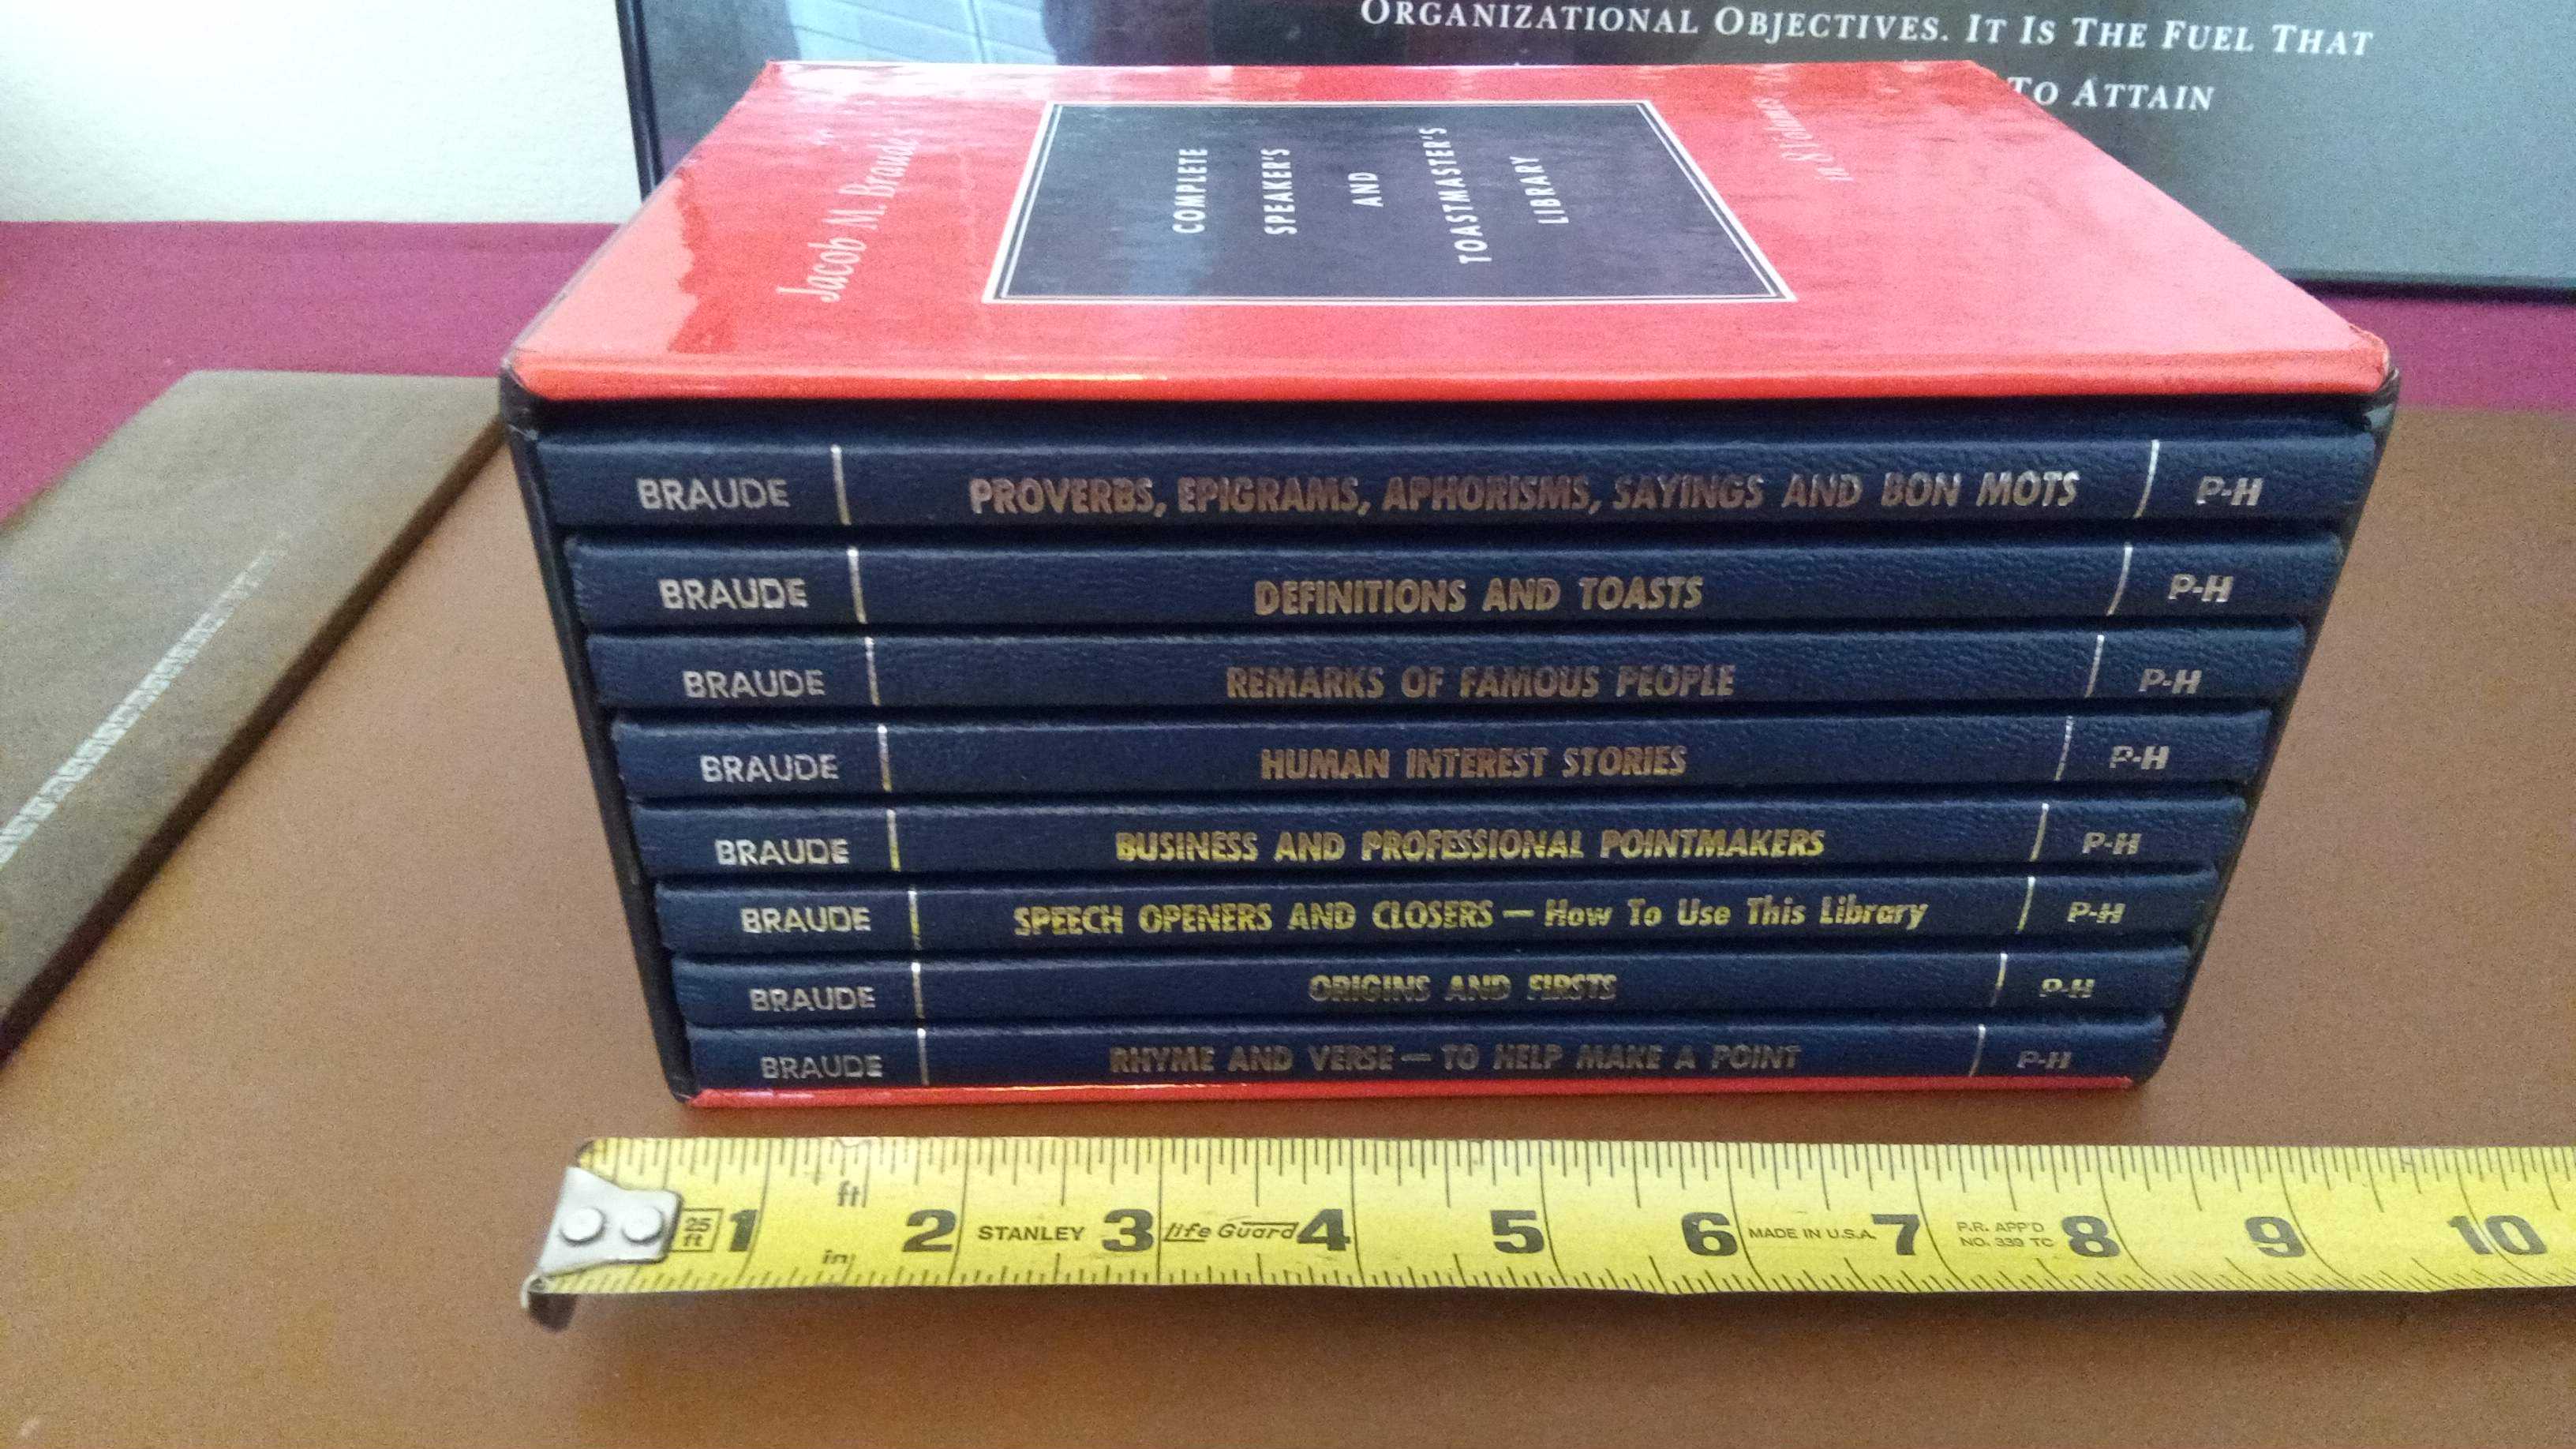 ORGANIZATIONAL OBJECTIVES. IT IS THE FUEL THAT
TO ATTAIN
Jacob M. Braude's
COMPLETE
SPEAKER'S
AND
TOASTMASTER'S
LIBRARY
in 8 Volumes
BRAUDE PROVERBS, EPIGRAMS, APHORISMS, SAYINGS AND BON MOTS P-H
BRAUDE DEFINITIONS AND TOASTS P-H
BRAUDE REMARKS OF FAMOUS PEOPLE P-H
BRAUDE HUMAN INTEREST STORIES P-H
BRAUDE BUSINESS AND PROFESSIONAL POINTMAKERS P-H
BRAUDE SPEECH OPENERS AND CLOSERS — How To Use This Library P-H
BRAUDE ORIGINS AND FIRSTS P-H
BRAUDE RHYME AND VERSE — TO HELP MAKE A POINT P-H
ft
25 ft 1 2 STANLEY 3 Life Guard 4 5 6 MADE IN U.S.A. 7 P.R. APP'D NO. 339 TC 8 9 10
in